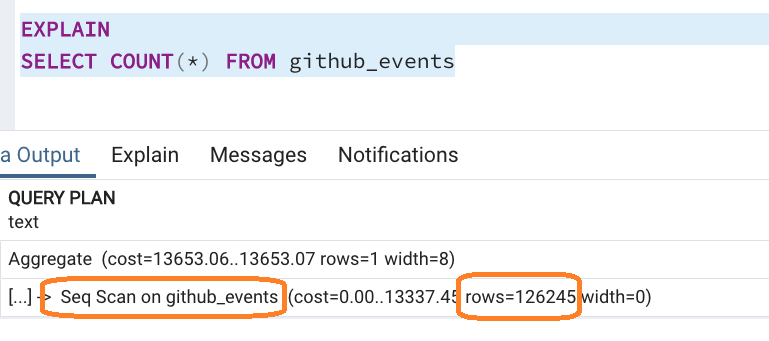 EXPLAIN
SELECT COUNT(*) FROM github_events
a Output Explain Messages Notifications
QUERY PLAN
text
Aggregate (cost=13653.06..13653.07 rows=1 width=8)
[...] -> Seq Scan on github_events (cost=0.00..13337.45 rows=126245 width=0)